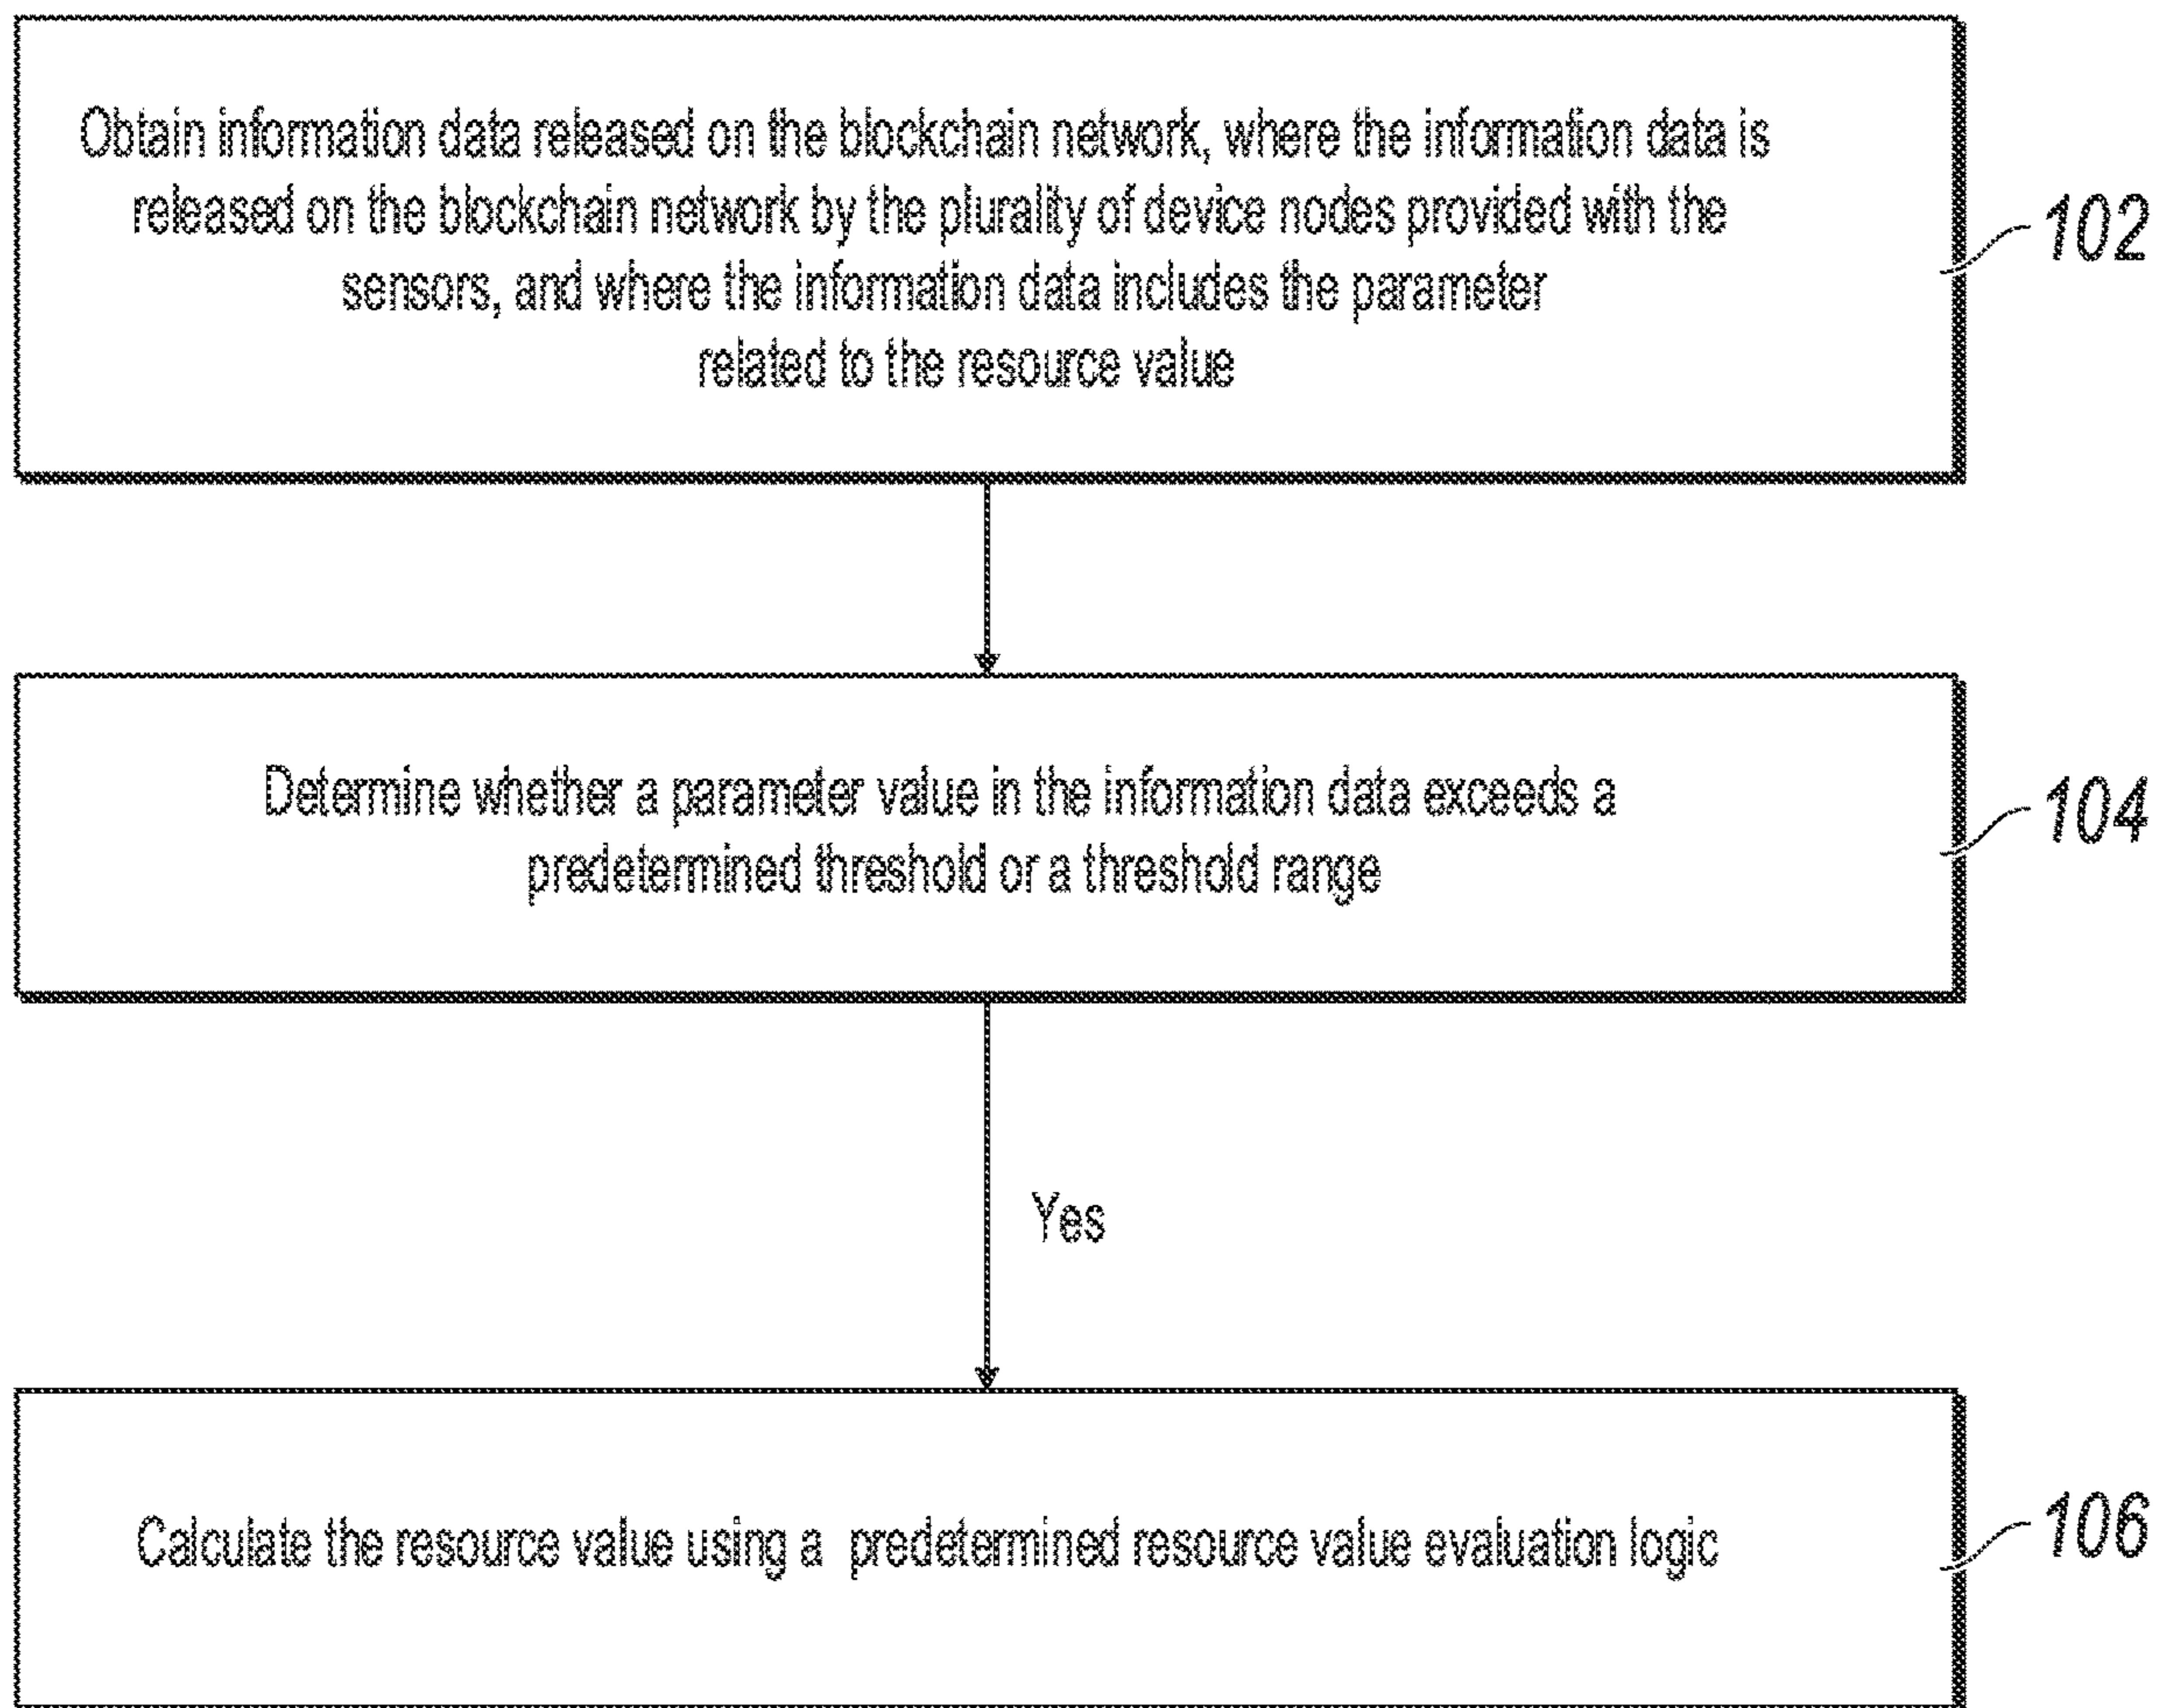 Obtain information data released on the blockchain network, where the information data is
released on the blockchain network by the plurality of device nodes provided with the
sensors, and where the information data includes the parameter
related to the resource value
102
Determine whether a parameter value in the information data exceeds a
predetermined threshold or a threshold range
104
Yes
Calculate the resource value using a predetermined resource value evaluation logic
106